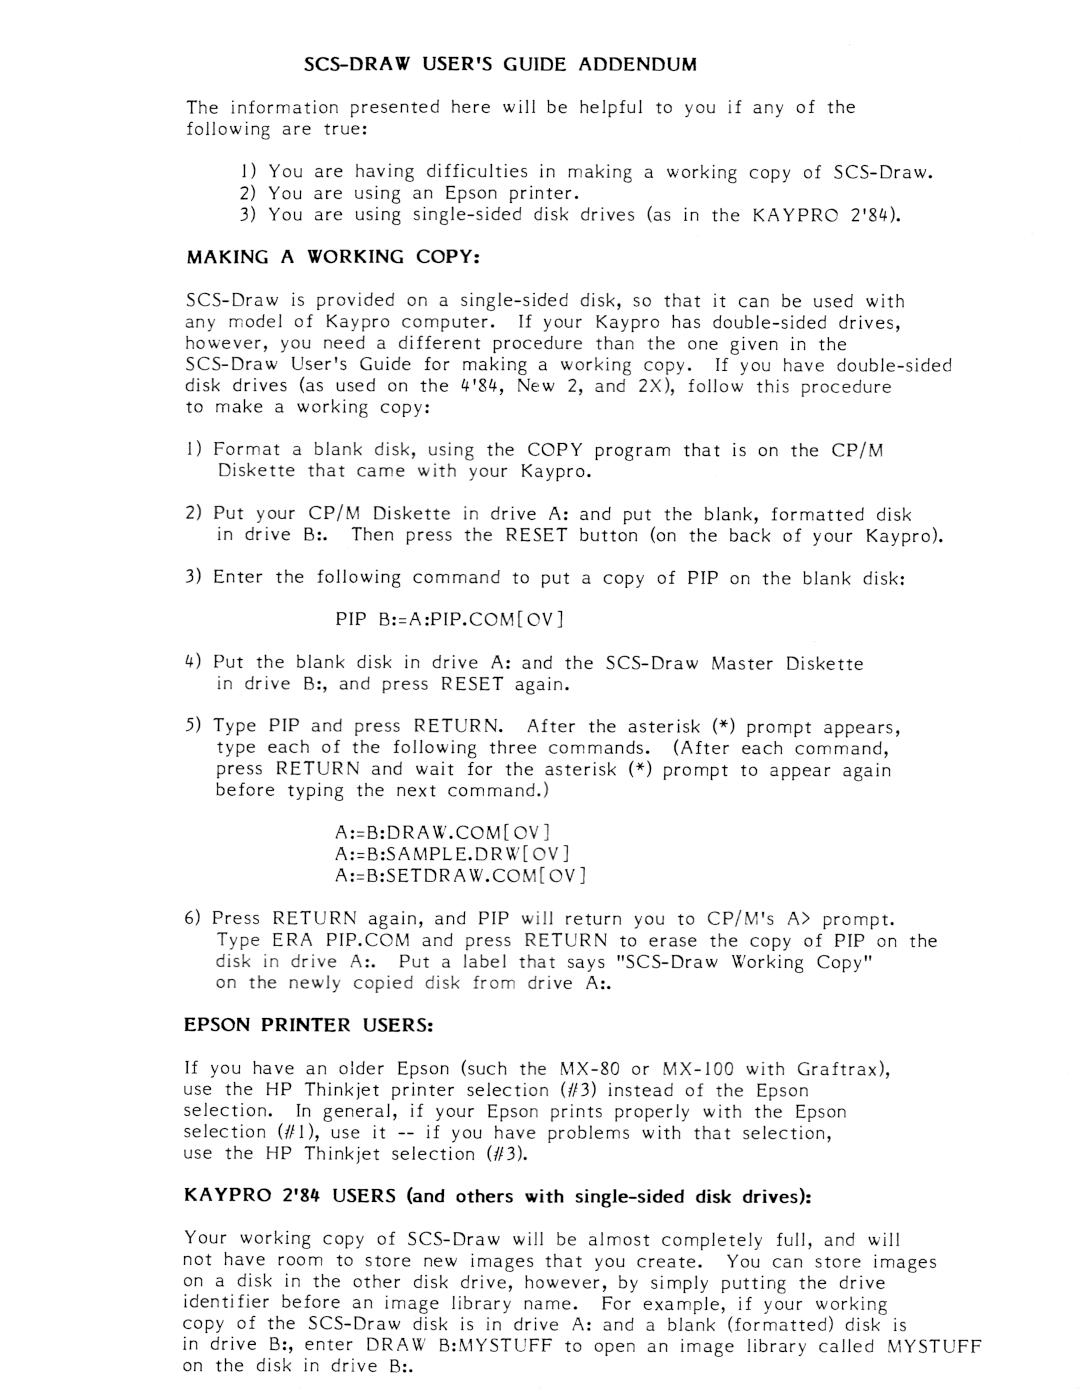 SCS-DRAW USER'S GUIDE ADDENDUM
The information presented here will be helpful to you if any of the
following are true:
1) You are having difficulties in making a working copy of SCS-Draw.
2) You are using an Epson printer.
3) You are using single-sided disk drives (as in the KAYPRO 2'84).
MAKING A WORKING COPY:
SCS-Draw is provided on a single-sided disk, so that it can be used with
any model of Kaypro computer. If your Kaypro has double-sided drives,
however, you need a different procedure than the one given in the
SCS-Draw User's Guide for making a working copy. If you have double-sided
disk drives (as used on the 4'84, New 2, and 2X), follow this procedure
to make a working copy:
1) Format a blank disk, using the COPY program that is on the CP/M
Diskette that came with your Kaypro.
2) Put your CP/M Diskette in drive A: and put the blank, formatted disk
in drive B:. Then press the RESET button (on the back of your Kaypro).
3) Enter the following command to put a copy of PIP on the blank disk:
PIP B:=A:PIP.COM[OV]
4) Put the blank disk in drive A: and the SCS-Draw Master Diskette
in drive B:, and press RESET again.
5) Type PIP and press RETURN. After the asterisk (*) prompt appears,
type each of the following three commands. (After each command,
press RETURN and wait for the asterisk (*) prompt to appear again
before typing the next command.)
A:=B:DRAW.COM[OV]
A:=B:SAMPLE.DRW[OV]
A:=B:SETDRAW.COM[OV]
6) Press RETURN again, and PIP will return you to CP/M's A> prompt.
Type ERA PIP.COM and press RETURN to erase the copy of PIP on the
disk in drive A:. Put a label that says "SCS-Draw Working Copy"
on the newly copied disk from drive A:.
EPSON PRINTER USERS:
If you have an older Epson (such the MX-80 or MX-100 with Graftrax),
use the HP Thinkjet printer selection (#3) instead of the Epson
selection. In general, if your Epson prints properly with the Epson
selection (#1), use it -- if you have problems with that selection,
use the HP Thinkjet selection (#3).
KAYPRO 2'84 USERS (and others with single-sided disk drives):
Your working copy of SCS-Draw will be almost completely full, and will
not have room to store new images that you create. You can store images
on a disk in the other disk drive, however, by simply putting the drive
identifier before an image library name. For example, if your working
copy of the SCS-Draw disk is in drive A: and a blank (formatted) disk is
in drive B:, enter DRAW B:MYSTUFF to open an image library called MYSTUFF
on the disk in drive B:.